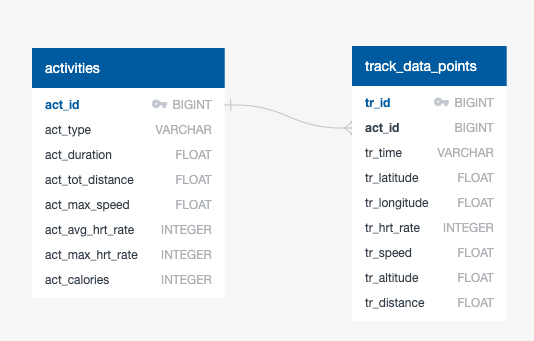 activities
act_id BIGINT
act_type VARCHAR
act_duration FLOAT
act_tot_distance FLOAT
act_max_speed FLOAT
act_avg_hrt_rate INTEGER
act_max_hrt_rate INTEGER
act_calories INTEGER
track_data_points
tr_id BIGINT
act_id BIGINT
tr_time VARCHAR
tr_latitude FLOAT
tr_longitude FLOAT
tr_hrt_rate INTEGER
tr_speed FLOAT
tr_altitude FLOAT
tr_distance FLOAT